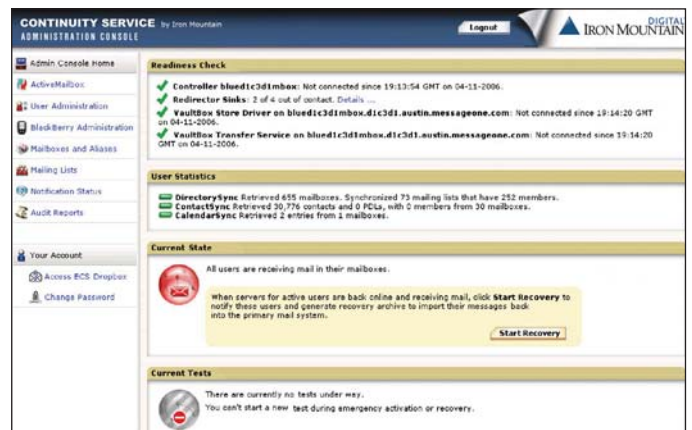 CONTINUITY SERVICE by Iron Mountain
ADMINISTRATION CONSOLE
Logout
IRON MOUNTAIN
DIGITAL
Admin Console Home
ActiveMailbox
User Administration
BlackBerry Administration
Mailboxes and Aliases
Mailing Lists
Notification Status
Audit Reports
Your Account
Access ECS Dropbox
Change Password
Readiness Check
Controller blued1c3d1mbox: Not connected since 19:13:54 GMT on 04-11-2006.
Redirector Sinks: 2 of 4 out of contact. Details ...
VaultBox Store Driver on blued1c3d1mbox.d1c3d1.austin.messageone.com: Not connected since 19:14:20 GMT
on 04-11-2006.
VaultBox Transfer Service on blued1c3d1mbox.d1c3d1.austin.messageone.com: Not connected since 19:14:20
GMT on 04-11-2006.
User Statistics
DirectorySync Retrieved 655 mailboxes. Synchronized 73 mailing lists that have 252 members.
ContactSync Retrieved 30,776 contacts and 0 PDLs, with 0 members from 30 mailboxes.
CalendarSync Retrieved 2 entries from 1 mailboxes.
Current State
All users are receiving mail in their mailboxes.
When servers for active users are back online and receiving mail, click Start Recovery to
notify these users and generate recovery archive to import their messages back
into the primary mail system.
Start Recovery
Current Tests
There are currently no tests under way.
You can't start a new test during emergency activation or recovery.